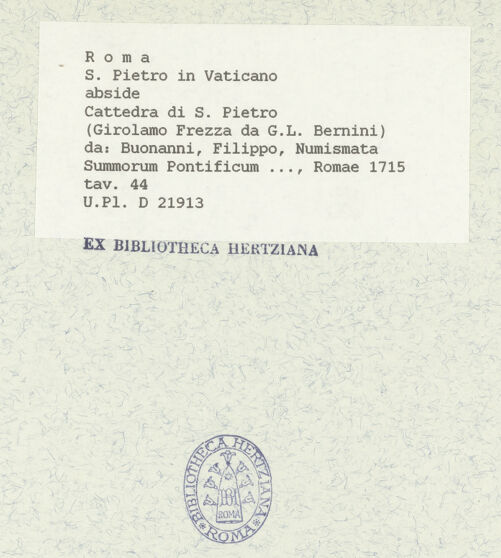 R o m a
S. Pietro in Vaticano
abside
Cattedra di S. Pietro
(Girolamo Frezza da G.L. Bernini)
da: Buonanni, Filippo, Numismata
Summorum Pontificum ..., Romae 1715
tav. 44
U.Pl. D 21913
EX BIBLIOTHECA HERTZIANA
BIBLIOTHECA HERTZIANA
ROMA
* ROMA *